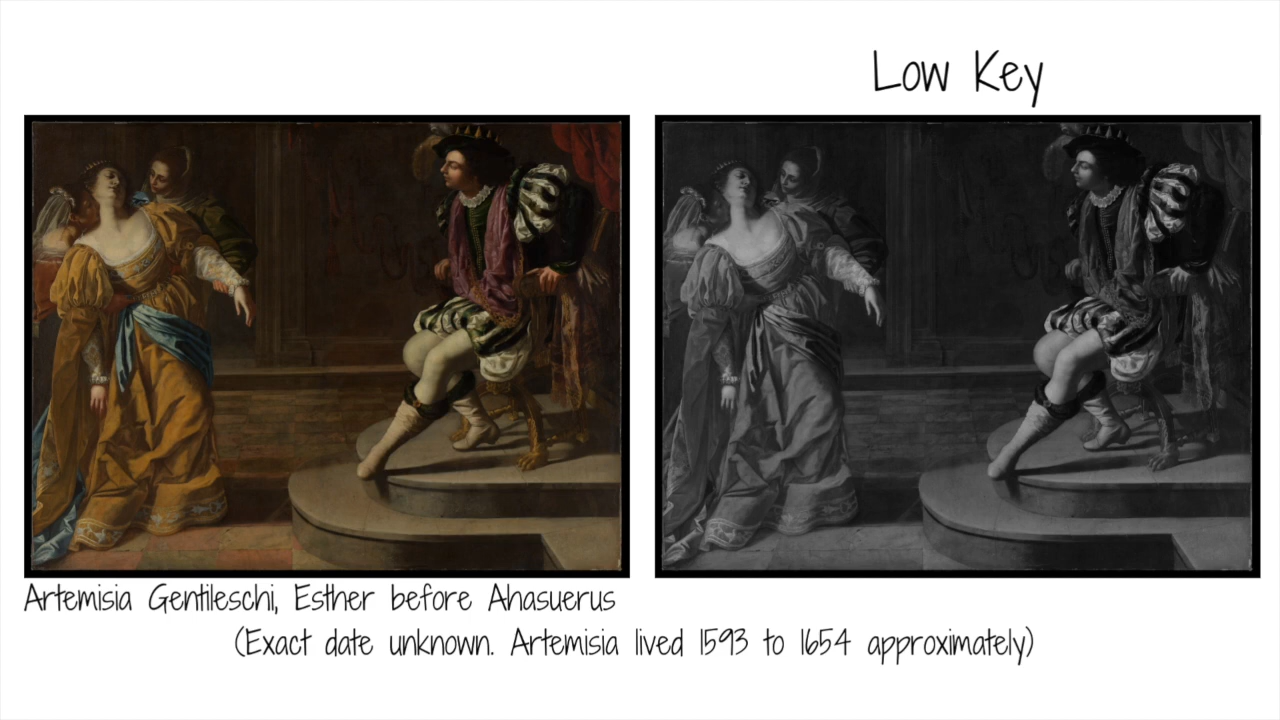 Low Key
Artemisia Gentileschi, Esther before Ahasuerus
(Exact date unknown. Artemisia lived 1593 to 1654 approximately)